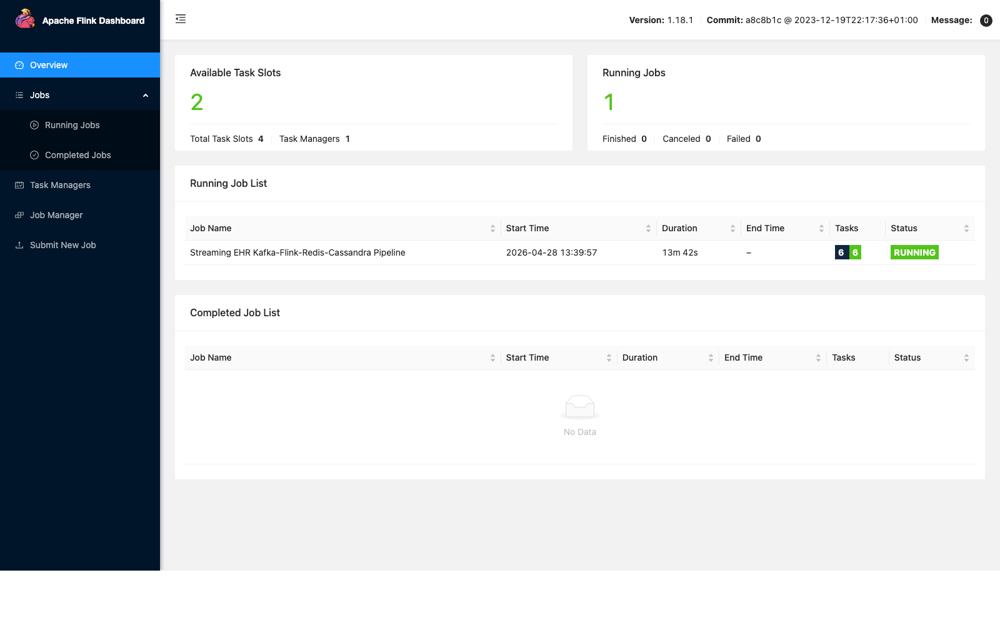 Apache Flink Dashboard
Version: 1.18.1 Commit: a8c8b1c @ 2023-12-19T22:17:36+01:00 Message: 0
Overview
Jobs
Running Jobs
Completed Jobs
Task Managers
Job Manager
Submit New Job
Available Task Slots
2
Total Task Slots 4 Task Managers 1
Running Jobs
1
Finished 0 Canceled 0 Failed 0
Running Job List
Job Name Start Time Duration End Time Tasks Status
Streaming EHR Kafka-Flink-Redis-Cassandra Pipeline 2026-04-28 13:39:57 13m 42s – 6 6 RUNNING
Completed Job List
Job Name Start Time Duration End Time Tasks Status
No Data